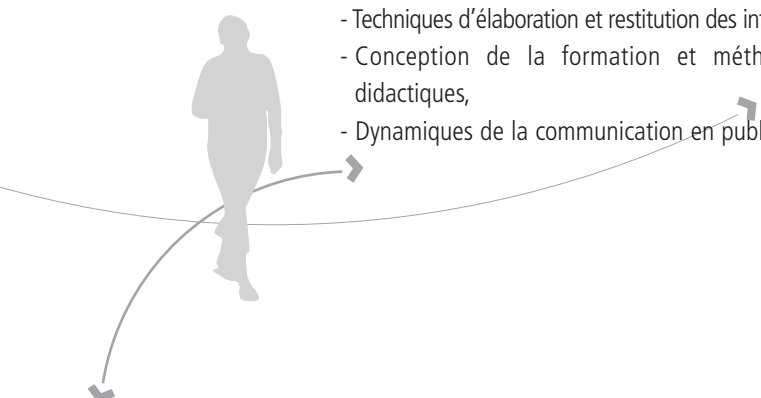 - Techniques d’élaboration et restitution des
- Conception de la formation et
didactiques,
- Dynamiques de la communication en